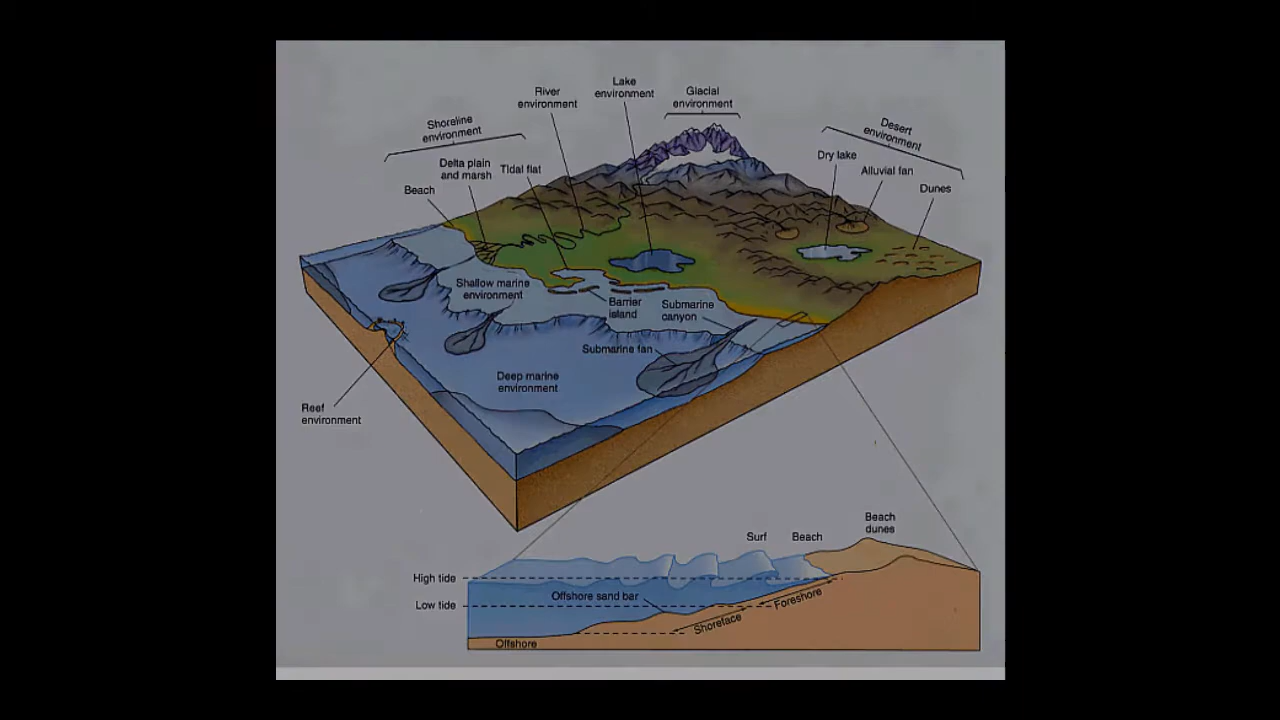 Lake
environment
River
environment
Glacial
environment
Shoreline
environment
Desert
environment
Delta plain
and marsh
Tidal flat
Dry lake
Alluvial fan
Beach
Dunes
Shallow marine
environment
Barrier
island
Submarine
canyon
Submarine fan
Deep marine
environment
Reef
environment
Beach
dunes
Surf
Beach
High tide
Offshore sand bar
Low tide
Foreshore
Shoreface
Offshore